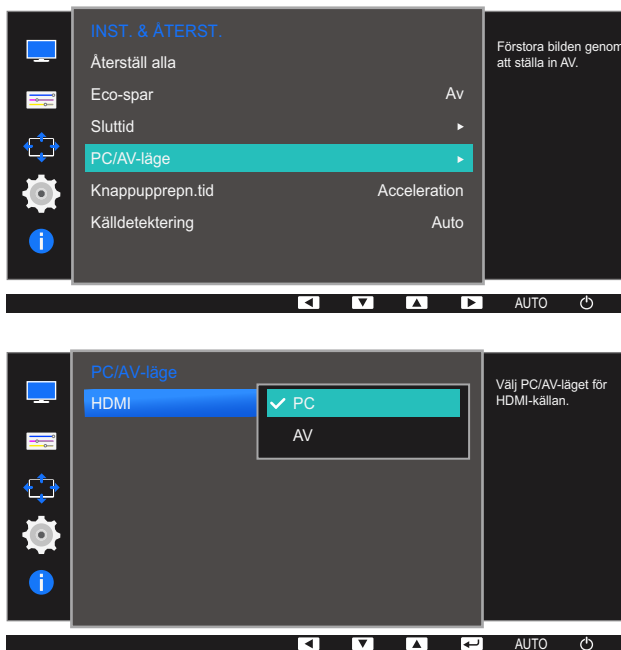 INST. & ÅTERST.
Återställ alla
Eco-spar Av
Sluttid
PC/AV-läge
Knappupprepn.tid Acceleration
Källdetektering Auto
Förstora bilden genom
att ställa in AV.
AUTO
PC/AV-läge
HDMI PC
AV
Välj PC/AV-läget för
HDMI-källan.
AUTO